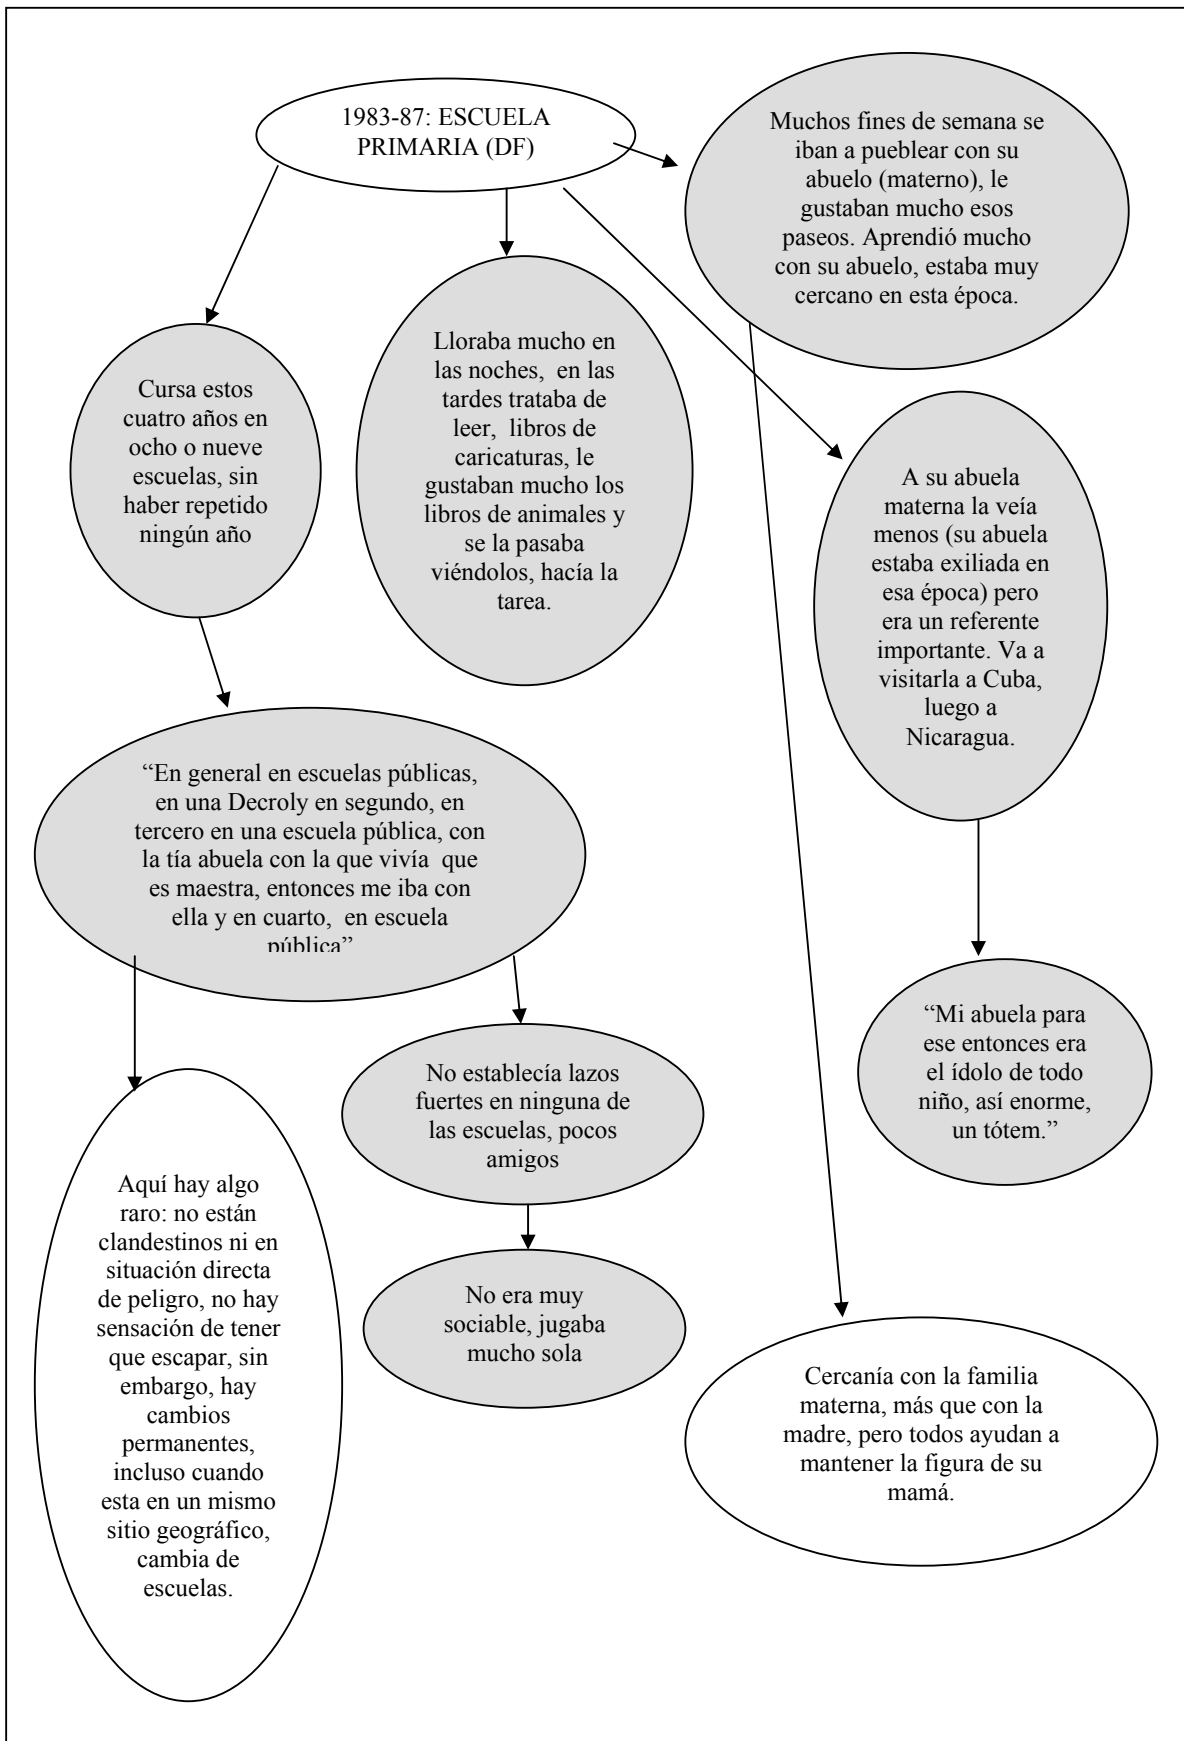 1983-87: ESCUELA
PRIMARIA (DF)
Muchos fines de semana se
iban a pueblear con su
abuelo (materno), le
gustaban mucho esos
paseos. Aprendió mucho
con su abuelo, estaba muy
cercano en esta época.
Cursa estos
cuatro años en
ocho o nueve
escuelas, sin
haber repetido
ningún año
Lloraba mucho en
las noches, en las
tardes trataba de
leer, libros de
caricaturas, le
gustaban mucho los
libros de animales y
se la pasaba
viéndolos, hacía la
tarea.
A su abuela
materna la veía
menos (su abuela
estaba exiliada en
esa época) pero
era un referente
importante. Va a
visitarla a Cuba,
luego a
Nicaragua.
“En general en escuelas públicas,
en una Decroly en segundo, en
tercero en una escuela pública, con
la tía abuela con la que vivía que
es maestra, entonces me iba con
ella y en cuarto, en escuela
pública”
“Mi abuela para
ese entonces era
el ídolo de todo
niño, así enorme,
un tótem.”
No establecía lazos
fuertes en ninguna de
las escuelas, pocos
amigos
Aquí hay algo
raro: no están
clandestinos ni en
situación directa
de peligro, no hay
sensación de tener
que escapar, sin
embargo, hay
cambios
permanentes,
incluso cuando
esta en un mismo
sitio geográfico,
cambia de
escuelas.
No era muy
sociable, jugaba
mucho sola
Cercanía con la familia
materna, más que con la
madre, pero todos ayudan a
mantener la figura de su
mamá.